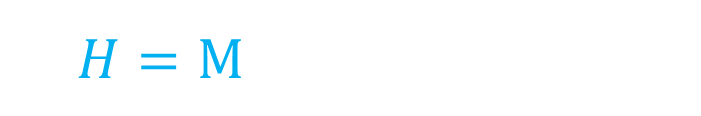 H = M